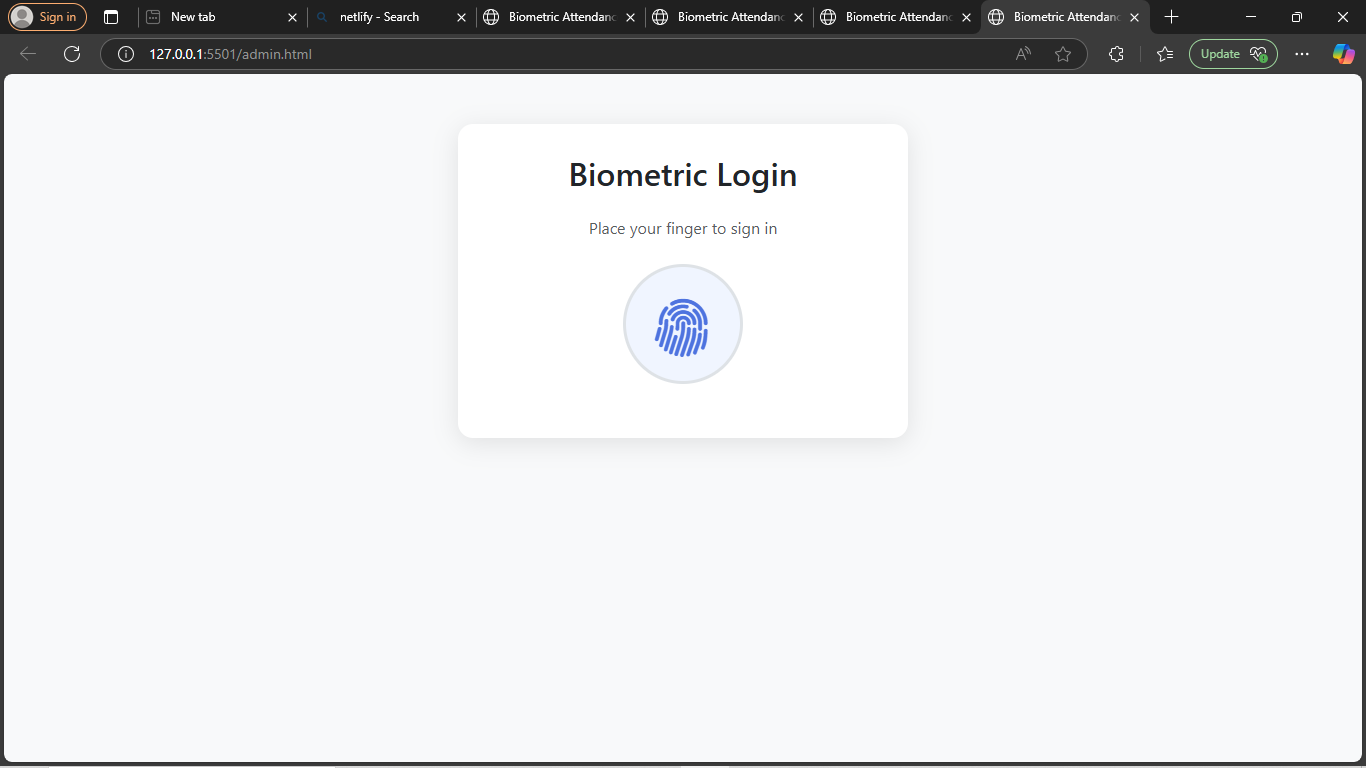 Sign in
New tab
netlify - Search
Biometric Attendanc
Biometric Attendanc
Biometric Attendanc
Biometric Attendanc
127.0.0.1:5501/admin.html
Update
Biometric Login
Place your finger to sign in